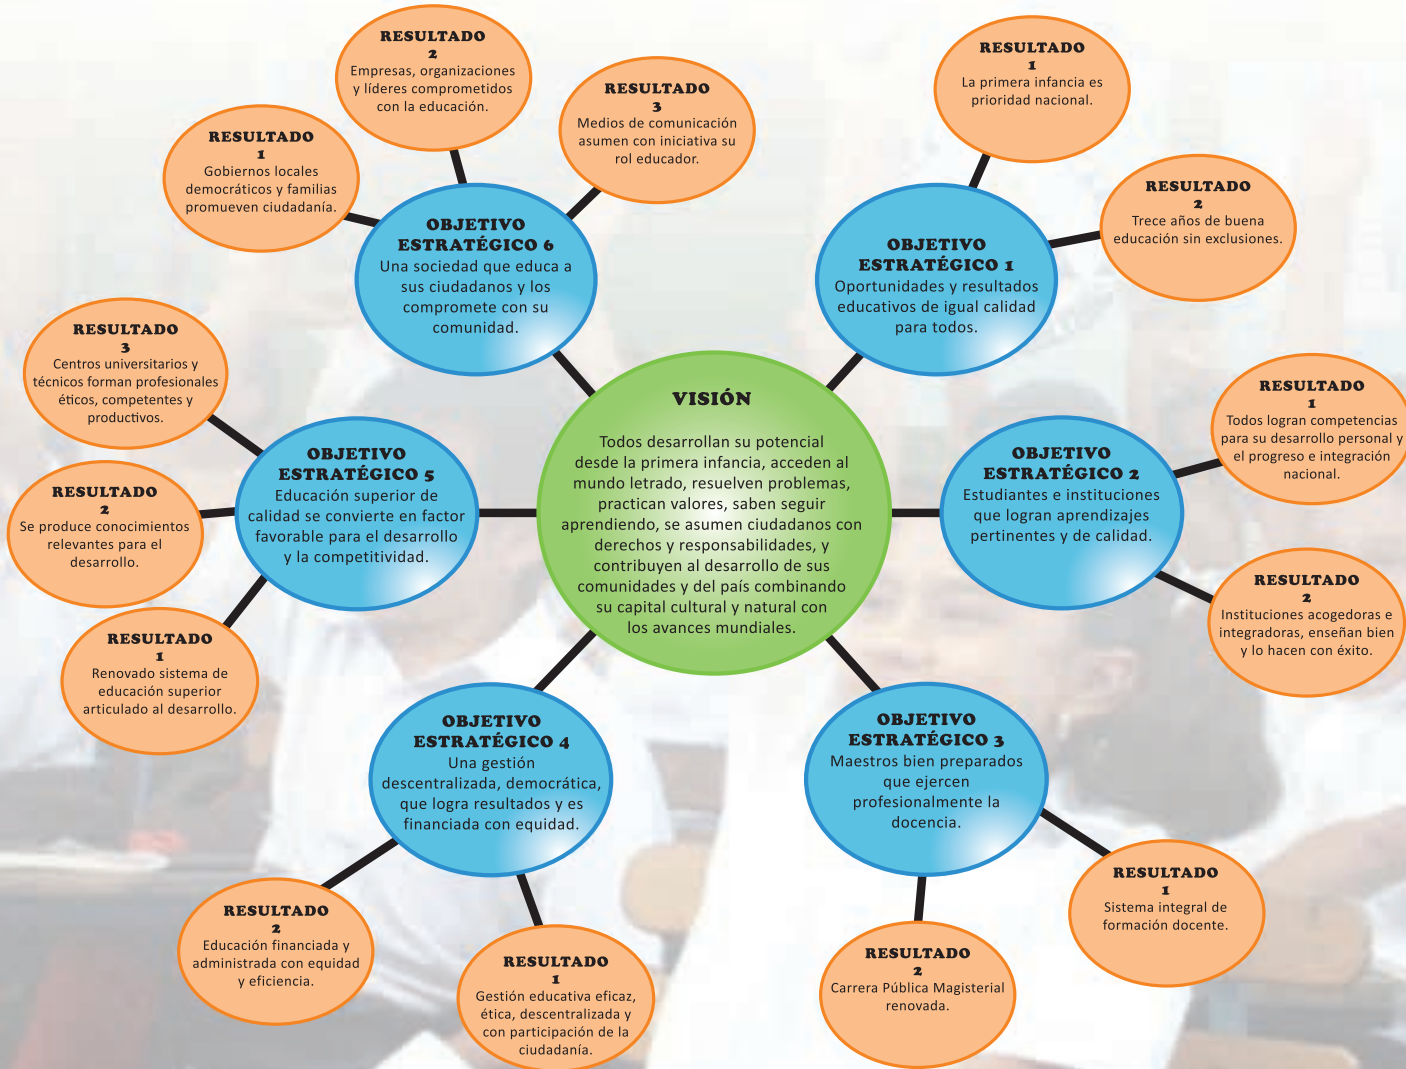 VISIÓN
Todos desarrollan su potencial
desde la primera infancia, acceden al
mundo letrado, resuelven problemas,
practican valores, saben seguir
aprendiendo, se asumen ciudadanos con
derechos y responsabilidades, y
contribuyen al desarrollo de sus
comunidades y del país combinando
su capital cultural y natural con
los avances mundiales.
OBJETIVO
ESTRATÉGICO 1
Oportunidades y resultados
educativos de igual calidad
para todos.
RESULTADO
1
La primera infancia es
prioridad nacional.
RESULTADO
2
Trece años de buena
educación sin exclusiones.
OBJETIVO
ESTRATÉGICO 2
Estudiantes e instituciones
que logran aprendizajes
pertinentes y de calidad.
RESULTADO
1
Todos logran competencias
para su desarrollo personal y
el progreso e integración
nacional.
RESULTADO
2
Instituciones acogedoras e
integradoras, enseñan bien
y lo hacen con éxito.
OBJETIVO
ESTRATÉGICO 3
Maestros bien preparados
que ejercen
profesionalmente la
docencia.
RESULTADO
1
Sistema integral de
formación docente.
RESULTADO
2
Carrera Pública Magisterial
renovada.
OBJETIVO
ESTRATÉGICO 4
Una gestión
descentralizada, democrática,
que logra resultados y es
financiada con equidad.
RESULTADO
1
Gestión educativa eficaz,
ética, descentralizada y
con participación de la
ciudadanía.
RESULTADO
2
Educación financiada y
administrada con equidad
y eficiencia.
OBJETIVO
ESTRATÉGICO 5
Educación superior de
calidad se convierte en factor
favorable para el desarrollo
y la competitividad.
RESULTADO
1
Renovado sistema de
educación superior
articulado al desarrollo.
RESULTADO
2
Se produce conocimientos
relevantes para el
desarrollo.
RESULTADO
3
Centros universitarios y
técnicos forman profesionales
éticos, competentes y
productivos.
OBJETIVO
ESTRATÉGICO 6
Una sociedad que educa a
sus ciudadanos y los
compromete con su
comunidad.
RESULTADO
1
Gobiernos locales
democráticos y familias
promueven ciudadanía.
RESULTADO
2
Empresas, organizaciones
y líderes comprometidos
con la educación.
RESULTADO
3
Medios de comunicación
asumen con iniciativa su
rol educador.